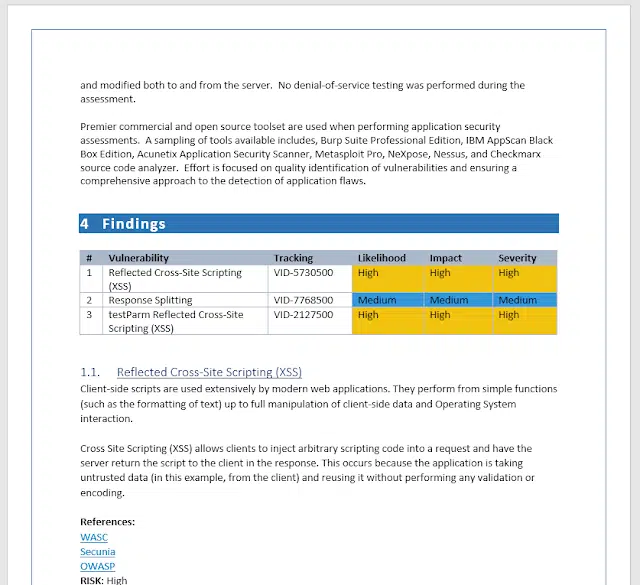 and modified both to and from the server.  No denial-of-service testing was performed during the
assessment.
Premier commercial and open source toolset are used when performing application security
assessments.  A sampling of tools available includes, Burp Suite Professional Edition, IBM AppScan Black
Box Edition, Acunetix Application Security Scanner, Metasploit Pro, NeXpose, Nessus, and Checkmarx
source code analyzer.  Effort is focused on quality identification of vulnerabilities and ensuring a
comprehensive approach to the detection of application flaws.
4 Findings
# Vulnerability Tracking Likelihood Impact Severity
1 Reflected Cross-Site Scripting VID-5730500 High High High
(XSS)
2 Response Splitting VID-7768500 Medium Medium Medium
3 testParm Reflected Cross-Site VID-2127500 High High High
Scripting (XSS)
1.1. Reflected Cross-Site Scripting (XSS)
Client-side scripts are used extensively by modern web applications. They perform from simple functions
(such as the formatting of text) up to full manipulation of client-side data and Operating System
interaction.
Cross Site Scripting (XSS) allows clients to inject arbitrary scripting code into a request and have the
server return the script to the client in the response. This occurs because the application is taking
untrusted data (in this example, from the client) and reusing it without performing any validation or
encoding.
References:
WASC
Secunia
OWASP
RISK: High